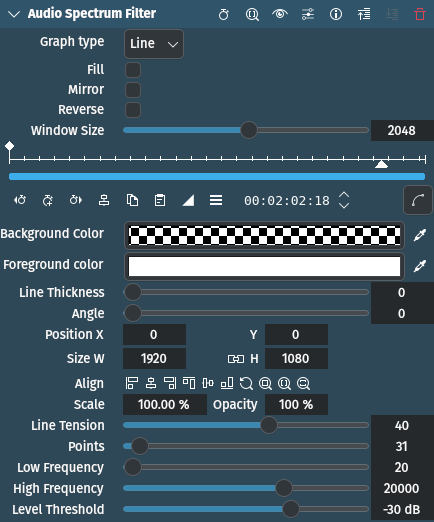 Audio Spectrum Filter
Graph type Line
Fill
Mirror
Reverse
Window Size 2048
00:02:02:18
Background Color
Foreground color
Line Thickness 0
Angle 0
Position X 0 Y 0
Size W 1920 H 1080
Align
Scale 100.00 % Opacity 100 %
Line Tension 40
Points 31
Low Frequency 20
High Frequency 20000
Level Threshold -30 dB